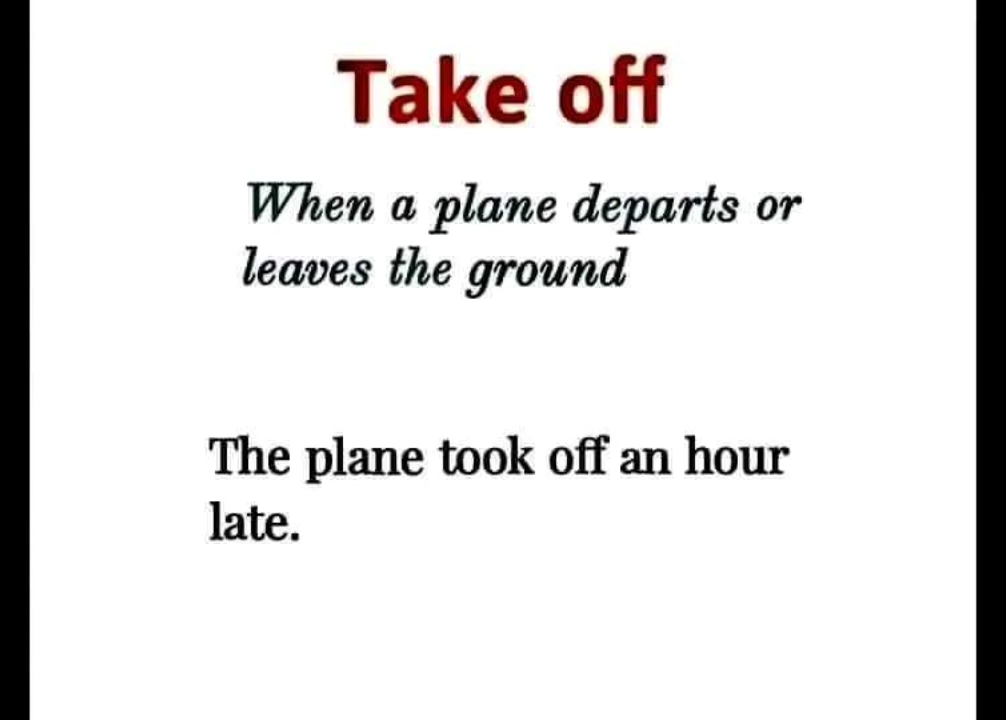 Take off
When a plane departs or
leaves the ground
The plane took off an hour
late.